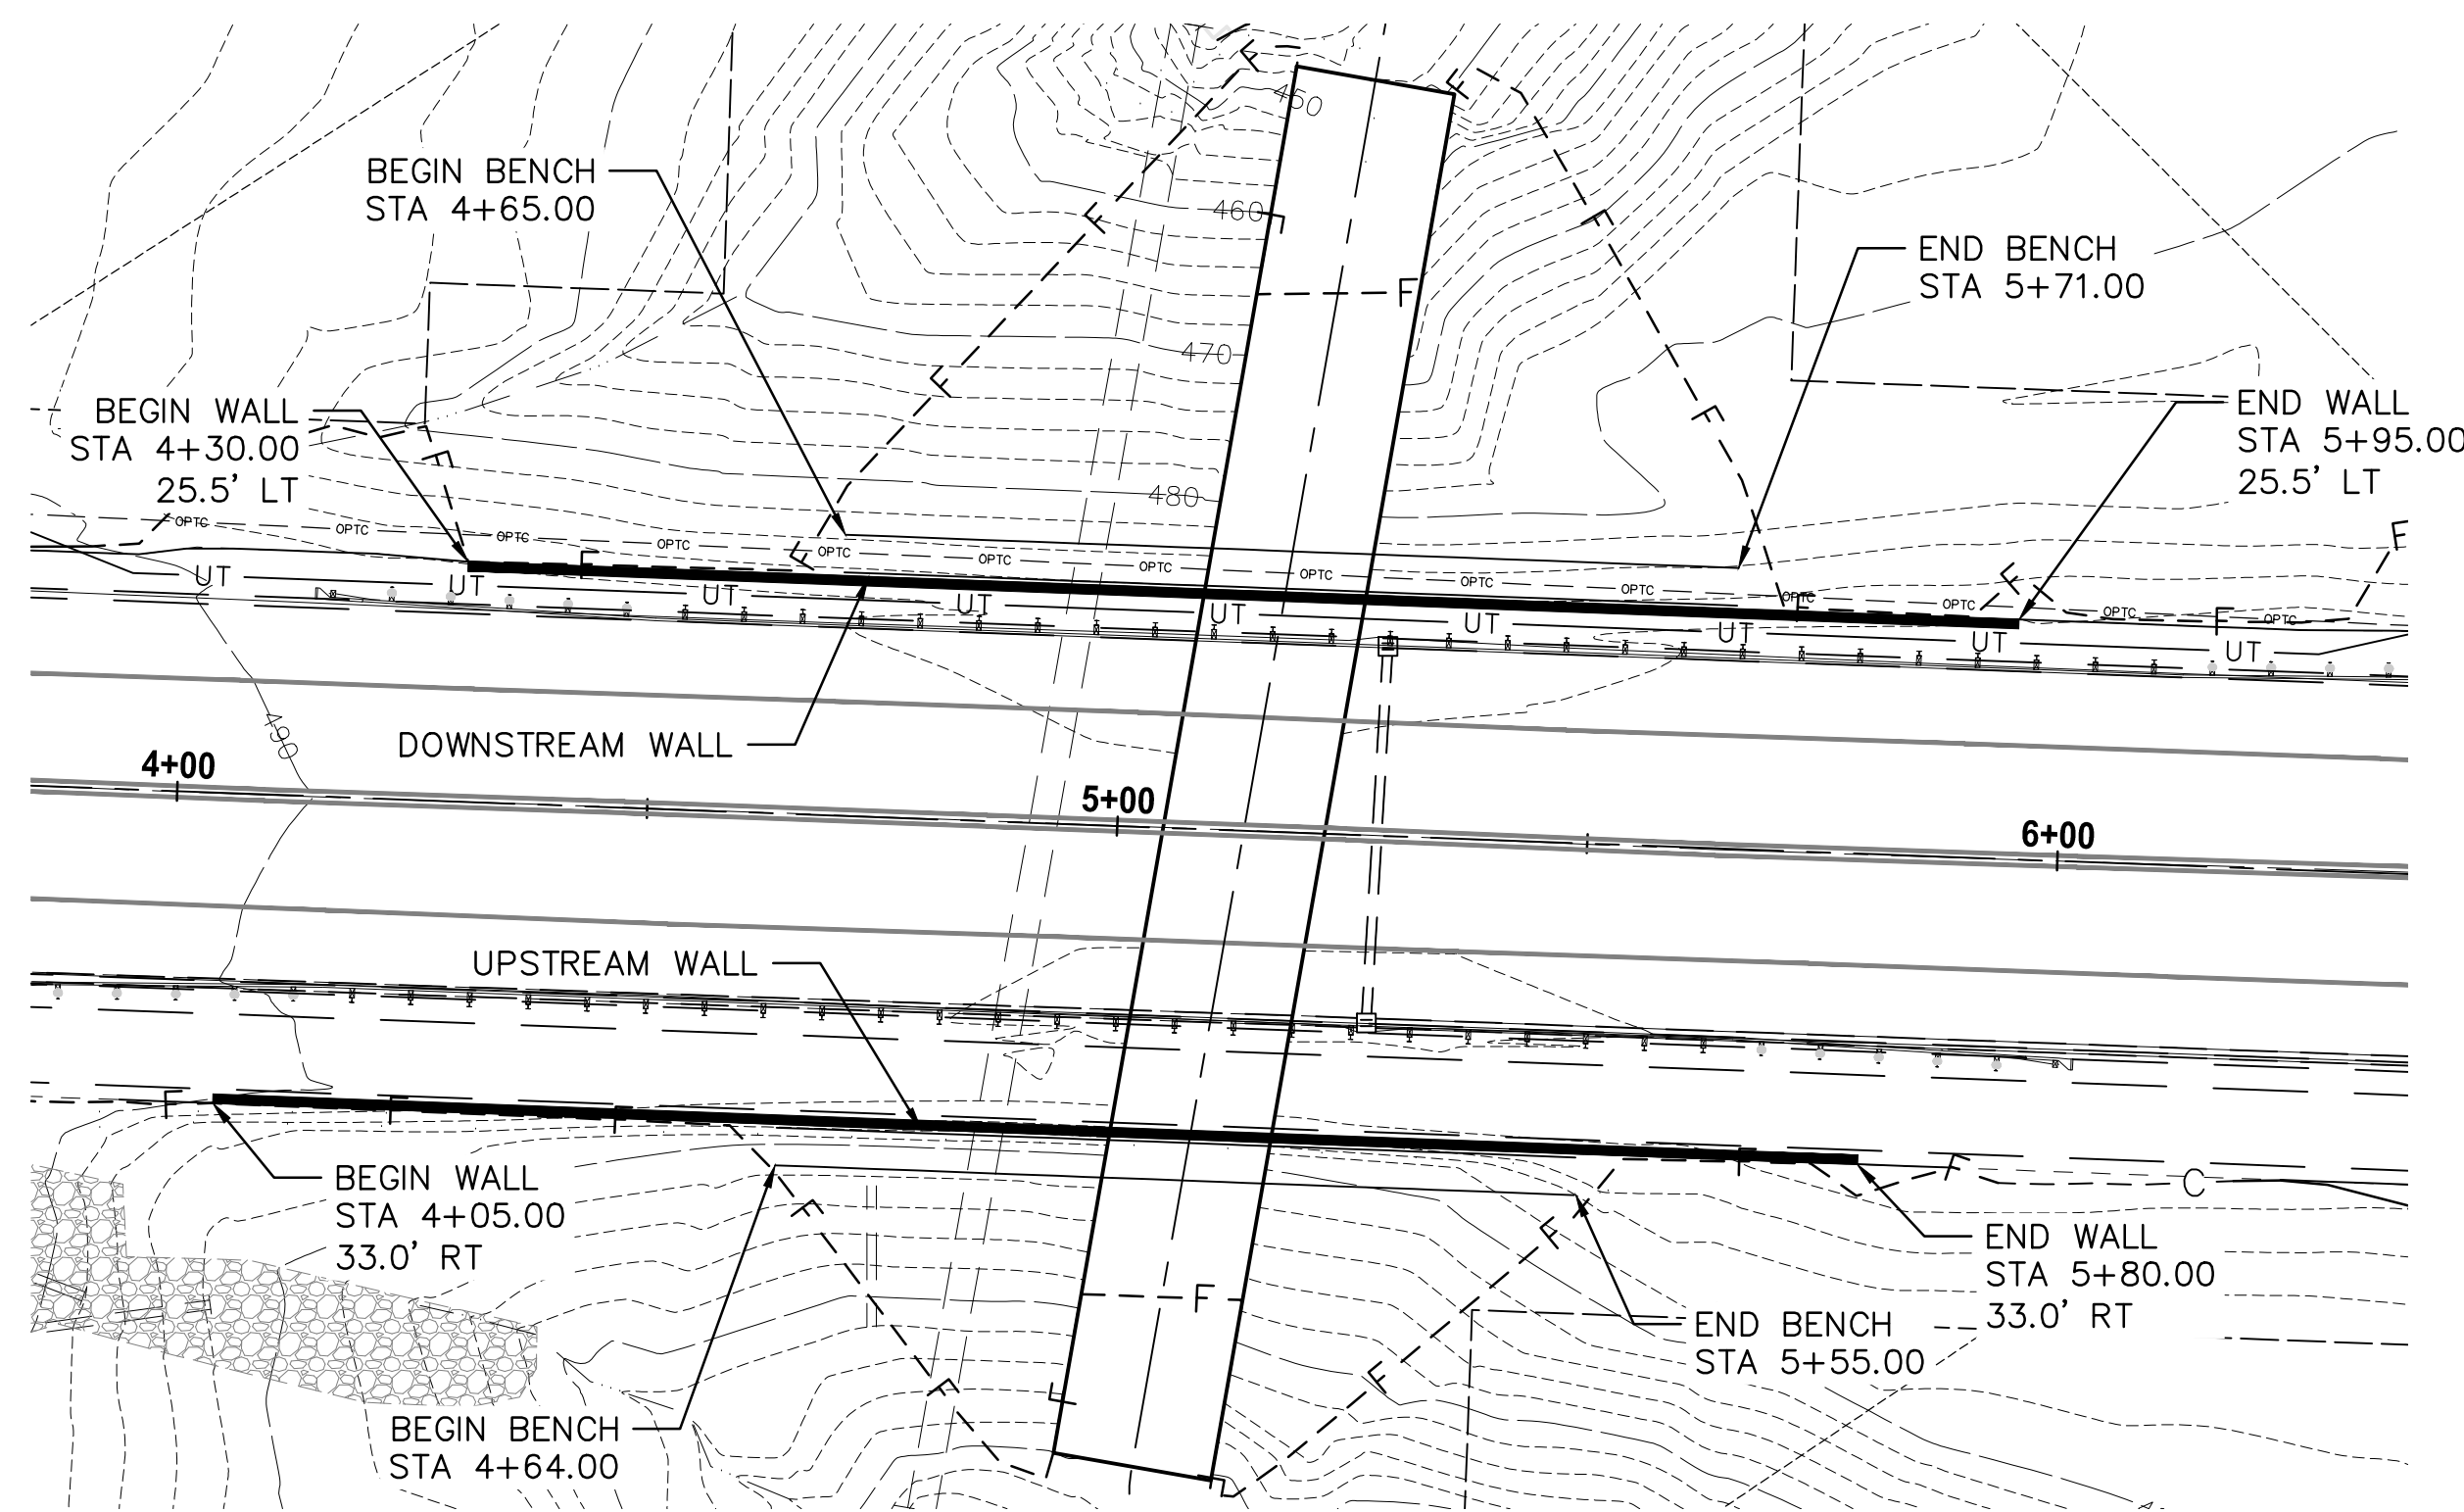 450
BEGIN BENCH
STA 4+65.00
460
END BENCH
STA 5+71.00
F
F
F
F
F
F
470
BEGIN WALL
STA 4+30.00
25.5' LT
END WALL
STA 5+95.00
25.5' LT
F
F
F
480
OPTC OPTC OPTC OPTC OPTC OPTC OPTC OPTC OPTC OPTC OPTC OPTC OPTC OPTC
F
F
F
F
F
F
UT UT UT UT UT UT UT UT UT
490
DOWNSTREAM WALL
4+00
5+00
6+00
UPSTREAM WALL
F
F
F
F
F
C
BEGIN WALL
STA 4+05.00
33.0' RT
F
F
END WALL
STA 5+80.00
33.0' RT
F
END BENCH
STA 5+55.00
F
F
F
BEGIN BENCH
STA 4+64.00
F